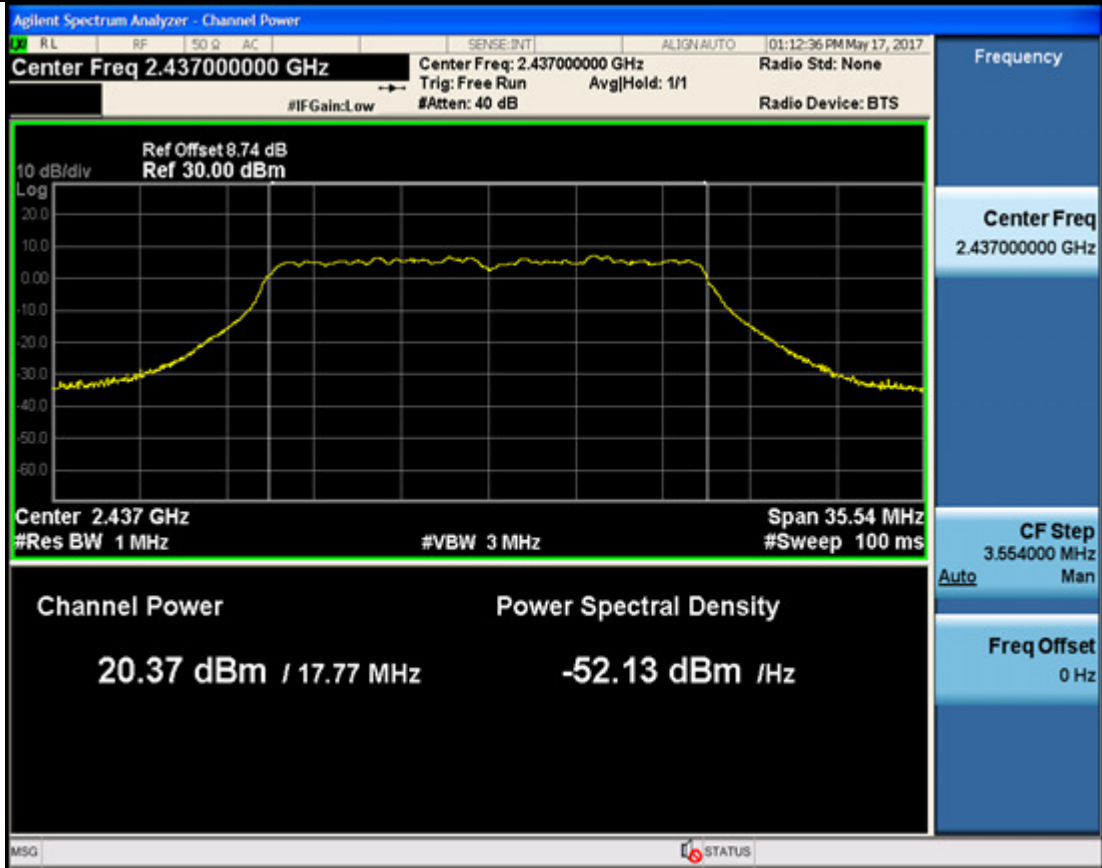 Agilent Spectrum Analyzer - Channel Power
RL RF 50 Ω AC SENSE:INT ALIGN AUTO 01:12:36 PM May 17, 2017
Center Freq 2.437000000 GHz
Center Freq: 2.437000000 GHz
Radio Std: None
Trig: Free Run Avg|Hold: 1/1
#IFGain:Low
#Atten: 40 dB
Radio Device: BTS
Ref Offset 8.74 dB
10 dB/div Ref 30.00 dBm
Log
20.0
10.0
0.00
-10.0
-20.0
-30.0
-40.0
-50.0
-60.0
Center 2.437 GHz Span 35.54 MHz
#Res BW 1 MHz #VBW 3 MHz #Sweep 100 ms
Channel Power Power Spectral Density
20.37 dBm / 17.77 MHz -52.13 dBm /Hz
Frequency
Center Freq
2.437000000 GHz
CF Step
3.554000 MHz
Auto Man
Freq Offset
0 Hz
MSG STATUS